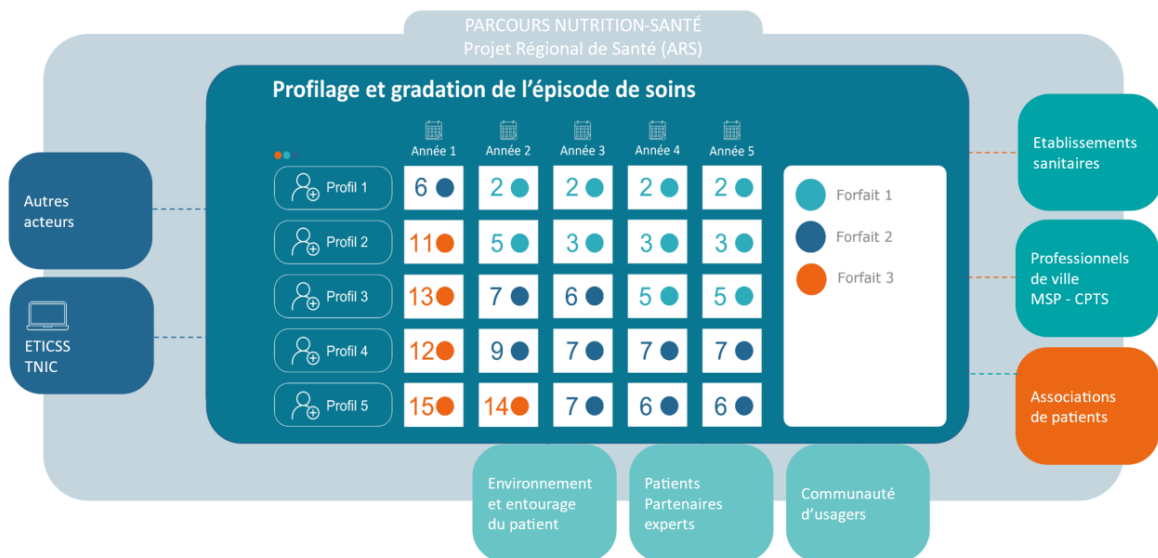 PARCOURS NUTRITION-SANTÉ
Projet Régional de Santé (ARS)
Profilage et gradation de l'épisode de soins
Année 1
Année 2
Année 3
Année 4
Année 5
Profil 1
6
2
2
2
2
Profil 2
11
5
3
3
3
Profil 3
13
7
6
5
5
Profil 4
12
9
7
7
7
Profil 5
15
14
7
6
6
Forfait 1
Forfait 2
Forfait 3
Autres
acteurs
ETICSS
TNIC
Etablissements
sanitaires
Professionnels
de ville
MSP - CPTS
Associations
de patients
Environnement
et entourage
du patient
Patients
Partenaires
experts
Communauté
d'usagers